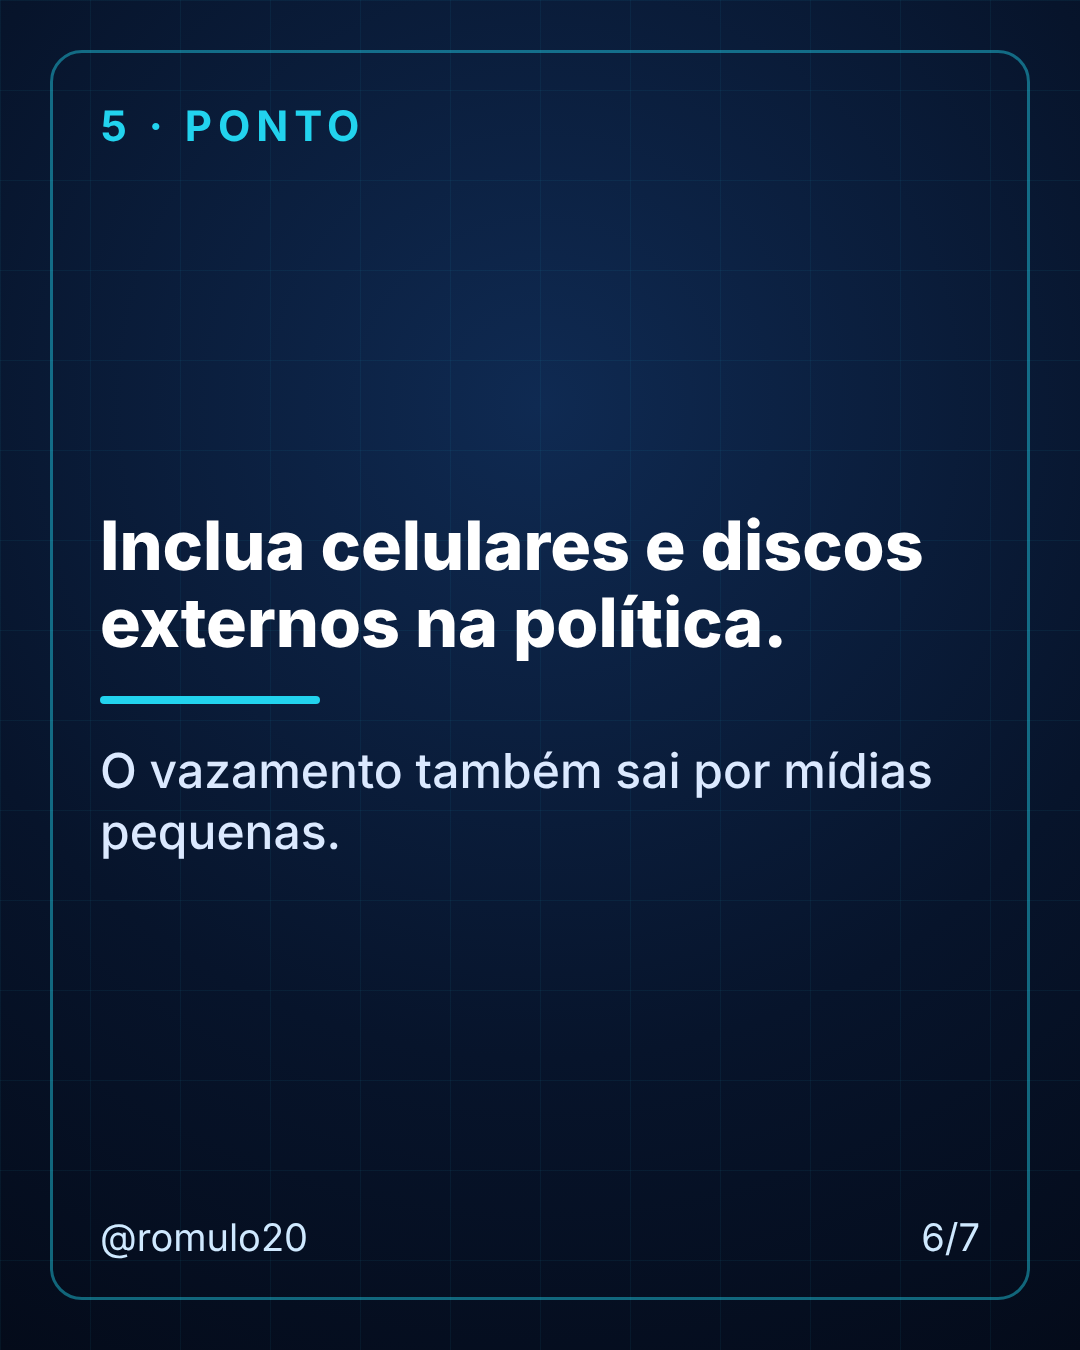 5 · PONTO
Inclua celulares e discos
externos na política.
O vazamento também sai por mídias
pequenas.
@romulo20
6/7